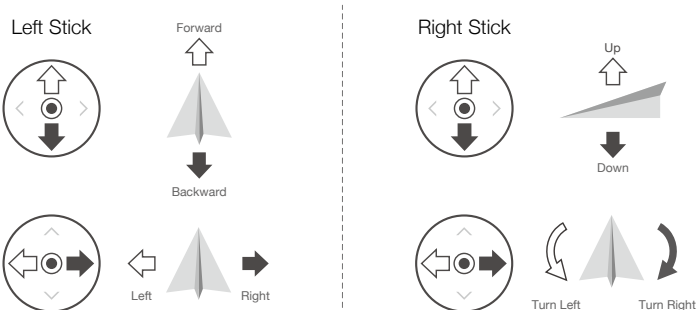 Left Stick
Forward
Backward
Left
Right
Right Stick
Up
Down
Turn Left
Turn Right